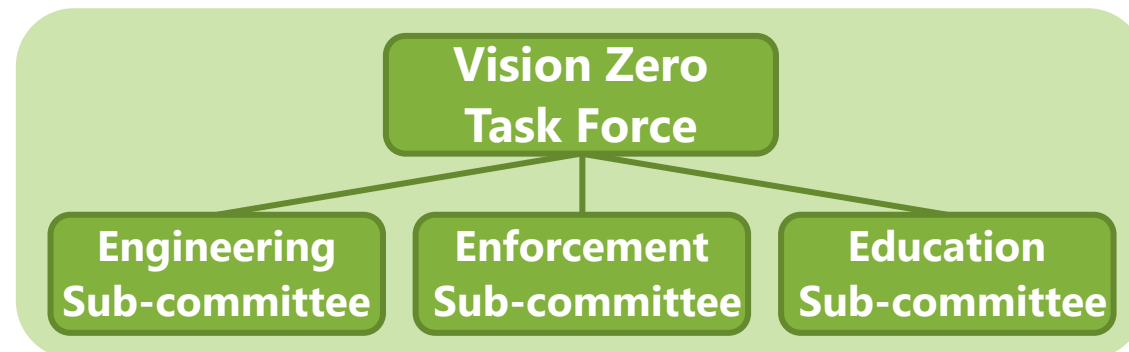 Vision Zero
Task Force
Engineering
Sub-committee
Enforcement
Sub-committee
Education
Sub-committee